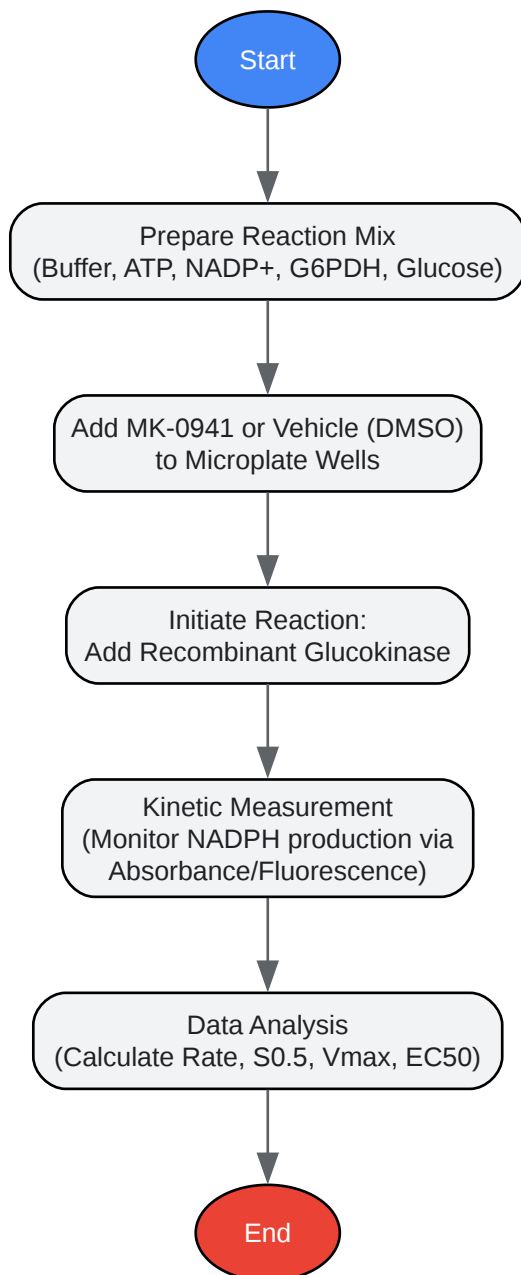 Start
Prepare Reaction Mix
(Buffer, ATP, NADP+, G6PDH, Glucose)
Add MK-0941 or Vehicle (DMSO)
to Microplate Wells
Initiate Reaction:
Add Recombinant Glucokinase
Kinetic Measurement
(Monitor NADPH production via
Absorbance/Fluorescence)
Data Analysis
(Calculate Rate, S0.5, Vmax, EC50)
End